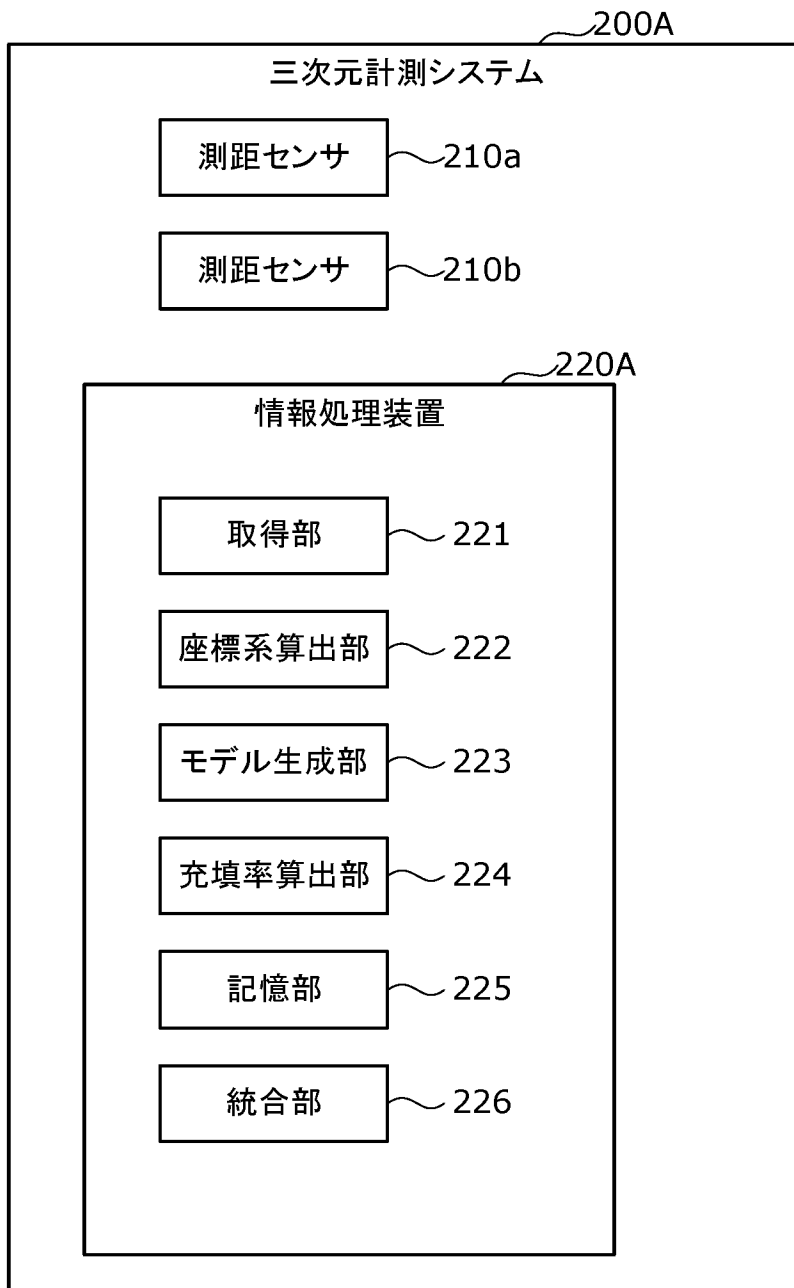 200A
三次元計測システム
測距センサ 210a
測距センサ 210b
220A
情報処理装置
取得部 221
座標系算出部 222
モデル生成部 223
充填率算出部 224
記憶部 225
統合部 226